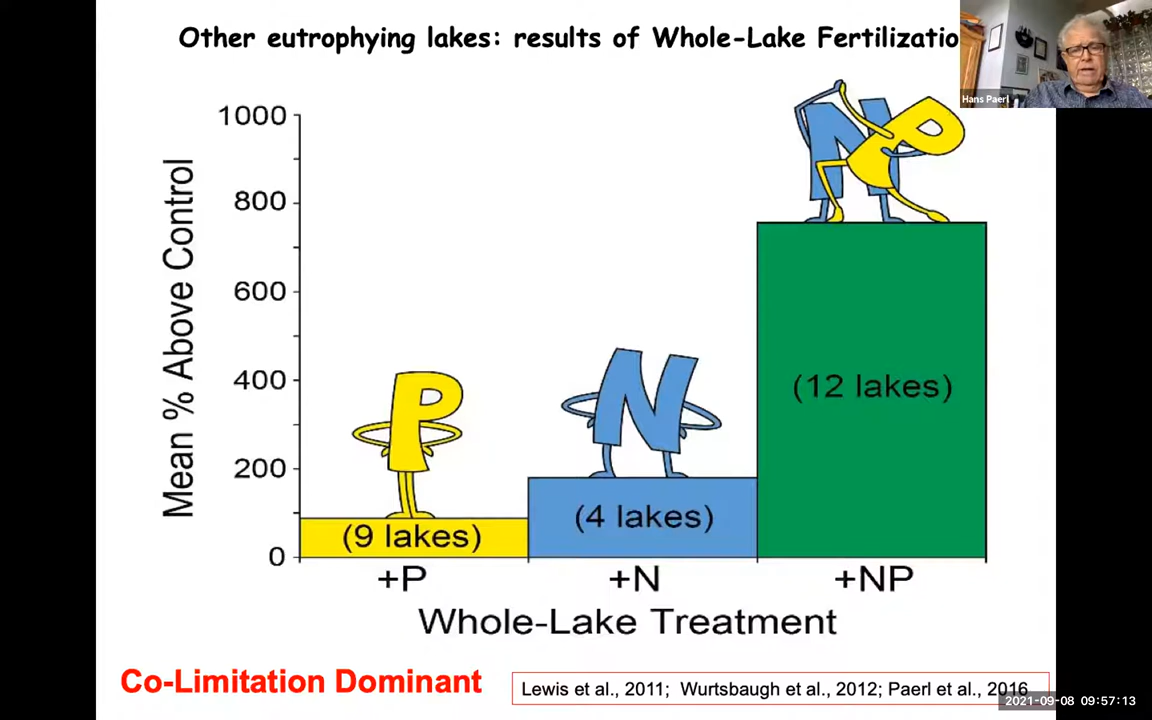 Other eutrophying lakes: results of Whole-Lake Fertilizatio
Hans Paerl
Mean % Above Control
1000
800
600
400
200
0
N P
P
N
(12 lakes)
(4 lakes)
(9 lakes)
+P
+N
+NP
Whole-Lake Treatment
Co-Limitation Dominant
Lewis et al., 2011; Wurtsbaugh et al., 2012; Paerl et al., 2016
2021-09-08 09:57:13